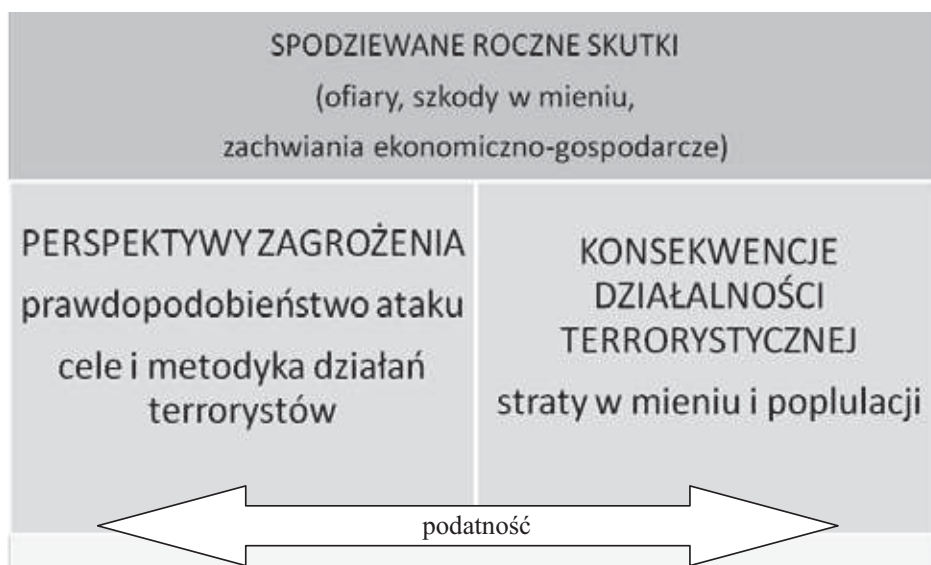 SPODZIEWANE ROCZNE SKUTKI
(ofiary, szkody w mieniu,
zachwiania ekonomiczno-gospodarcze)
PERSPEKTYWY ZAGROŻENIA
prawdopodobieństwo ataku
cele i metodyka działań
terrorystów
KONSEKWENCJE
DZIAŁALNOŚCI
TERRORYSTYCZNEJ
straty w mieniu i poplulacji
podatność